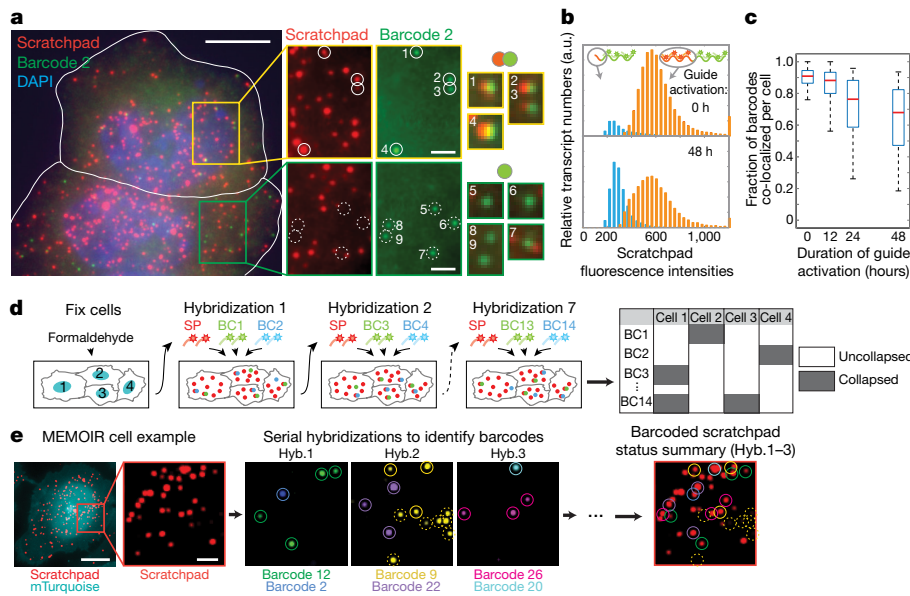 a
Scratchpad
Barcode 2
DAPI
Scratchpad
Barcode 2
1
2
3
4
1
2
3
4
5
6
8
9
7
5
6
8
9
7
b
Relative transcript numbers (a.u.)
Guide
activation:
0 h
48 h
0 200 600 1,000
Scratchpad
fluorescence intensities
c
Fraction of barcodes
co-localized per cell
1.0
0.8
0.6
0.4
0.2
0
0 12 24 48
Duration of guide
activation (hours)
d
Fix cells
Formaldehyde
1
2
3
4
Hybridization 1
SP BC1 BC2
Hybridization 2
SP BC3 BC4
Hybridization 7
SP BC13 BC14
Cell 1 Cell 2 Cell 3 Cell 4
BC1
BC2
BC3
⋮
BC14
Uncollapsed
Collapsed
e
MEMOIR cell example
Scratchpad
mTurquoise
Scratchpad
Serial hybridizations to identify barcodes
Hyb.1 Hyb.2 Hyb.3
Barcode 12 Barcode 9 Barcode 26
Barcode 2 Barcode 22 Barcode 20
...
Barcoded scratchpad
status summary (Hyb.1–3)